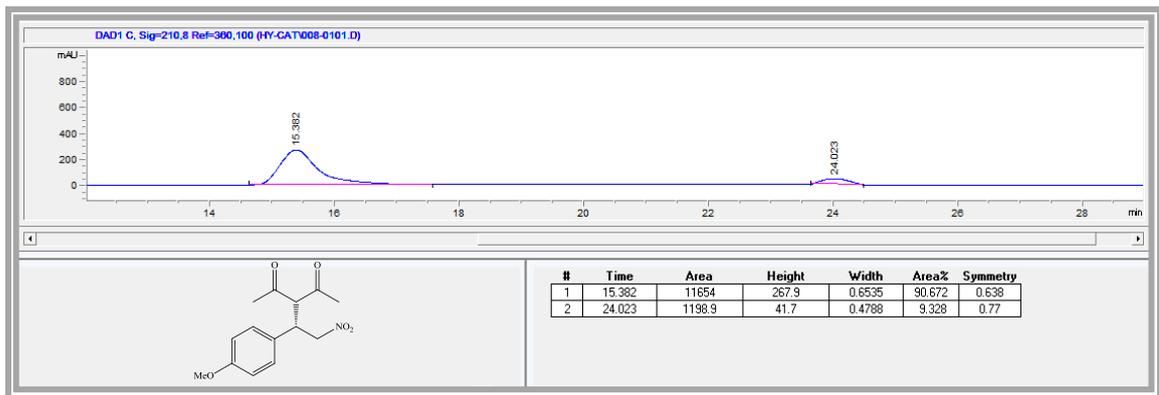 DAD1 C, Sig=210,8 Ref=360,100 (HY-CAT\008-0101.D)
mAU
800
600
400
200
0
15.382
24.023
14 16 18 20 22 24 26 28 min
O O
NO2
MeO
# Time Area Height Width Area% Symmetry
1 15.382 11654 267.9 0.6535 90.672 0.638
2 24.023 1198.9 41.7 0.4788 9.328 0.77